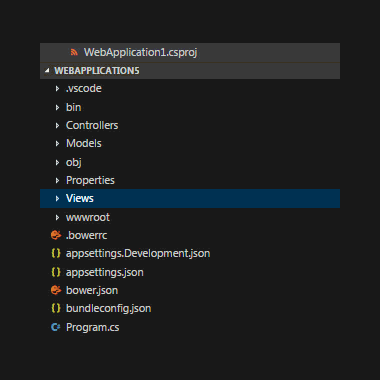 WebApplication1.csproj
WEBAPPLICATION5
.vscode
bin
Controllers
Models
obj
Properties
Views
wwwroot
.bowerrc
{} appsettings.Development.json
{} appsettings.json
bower.json
{} bundleconfig.json
C# Program.cs